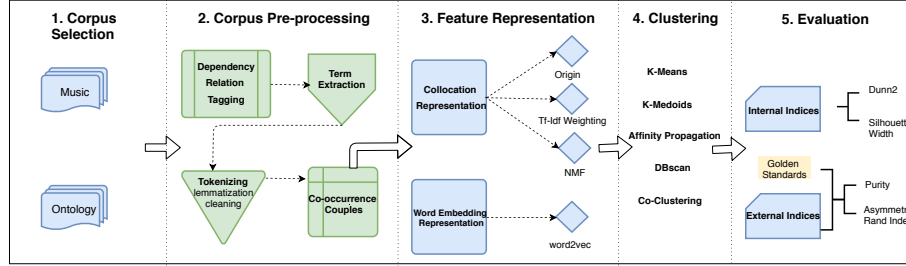 1. Corpus
Selection
Music
Ontology
2. Corpus Pre-processing
Dependency
Relation
Tagging
Term
Extraction
Tokenizing
lemmatization
cleaning
Co-occurrence
Couples
3. Feature Representation
Collocation
Representation
Origin
Tf-Idf Weighting
NMF
Word Embedding
Representation
word2vec
4. Clustering
K-Means
K-Medoids
Affinity Propagation
DBscan
Co-Clustering
5. Evaluation
Internal Indices
Dunn2
Silhouett
Width
Golden
Standards
External Indices
Purity
Asymmetr
Rand Inde